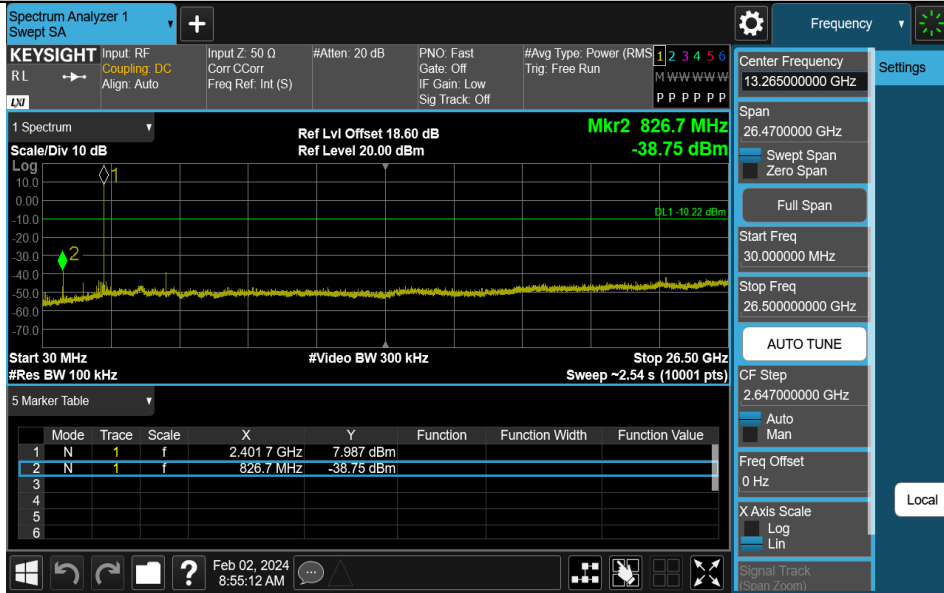 Spectrum Analyzer 1
Swept SA
+
Frequency
KEYSIGHT
R L
LXI
Input: RF
Coupling: DC
Align: Auto
Input Z: 50 Ω
Corr CCorr
Freq Ref: Int (S)
#Atten: 20 dB
PNO: Fast
Gate: Off
IF Gain: Low
Sig Track: Off
#Avg Type: Power (RMS
Trig: Free Run
1 2 3 4 5 6
M W W W W W
P P P P P P
1 Spectrum
Scale/Div 10 dB
Ref Lvl Offset 18.60 dB
Ref Level 20.00 dBm
Mkr2 826.7 MHz
-38.75 dBm
Log
10.0
0.00
-10.0
-20.0
-30.0
-40.0
-50.0
-60.0
-70.0
1
2
DL1 -10.22 dBm
Start 30 MHz
#Video BW 300 kHz
Stop 26.50 GHz
#Res BW 100 kHz
Sweep ~2.54 s (10001 pts)
5 Marker Table
Mode Trace Scale X Y Function Function Width Function Value
1 N 1 f 2.401 7 GHz 7.987 dBm
2 N 1 f 826.7 MHz -38.75 dBm
3
4
5
6
?
Feb 02, 2024
8:55:12 AM
Center Frequency
13.265000000 GHz
Span
26.4700000 GHz
Swept Span
Zero Span
Full Span
Start Freq
30.000000 MHz
Stop Freq
26.500000000 GHz
AUTO TUNE
CF Step
2.647000000 GHz
Auto
Man
Freq Offset
0 Hz
X Axis Scale
Log
Lin
Signal Track
(Span Zoom)
Settings
Local